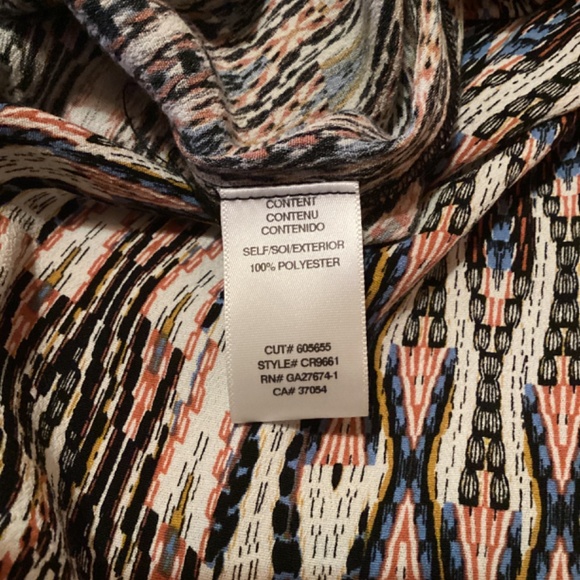 CONTENT
CONTENU
CONTENIDO
SELF/SOI/EXTERIOR
100% POLYESTER
CUT# 605655
STYLE# CR9661
RN# GA27674-1
CA# 37054